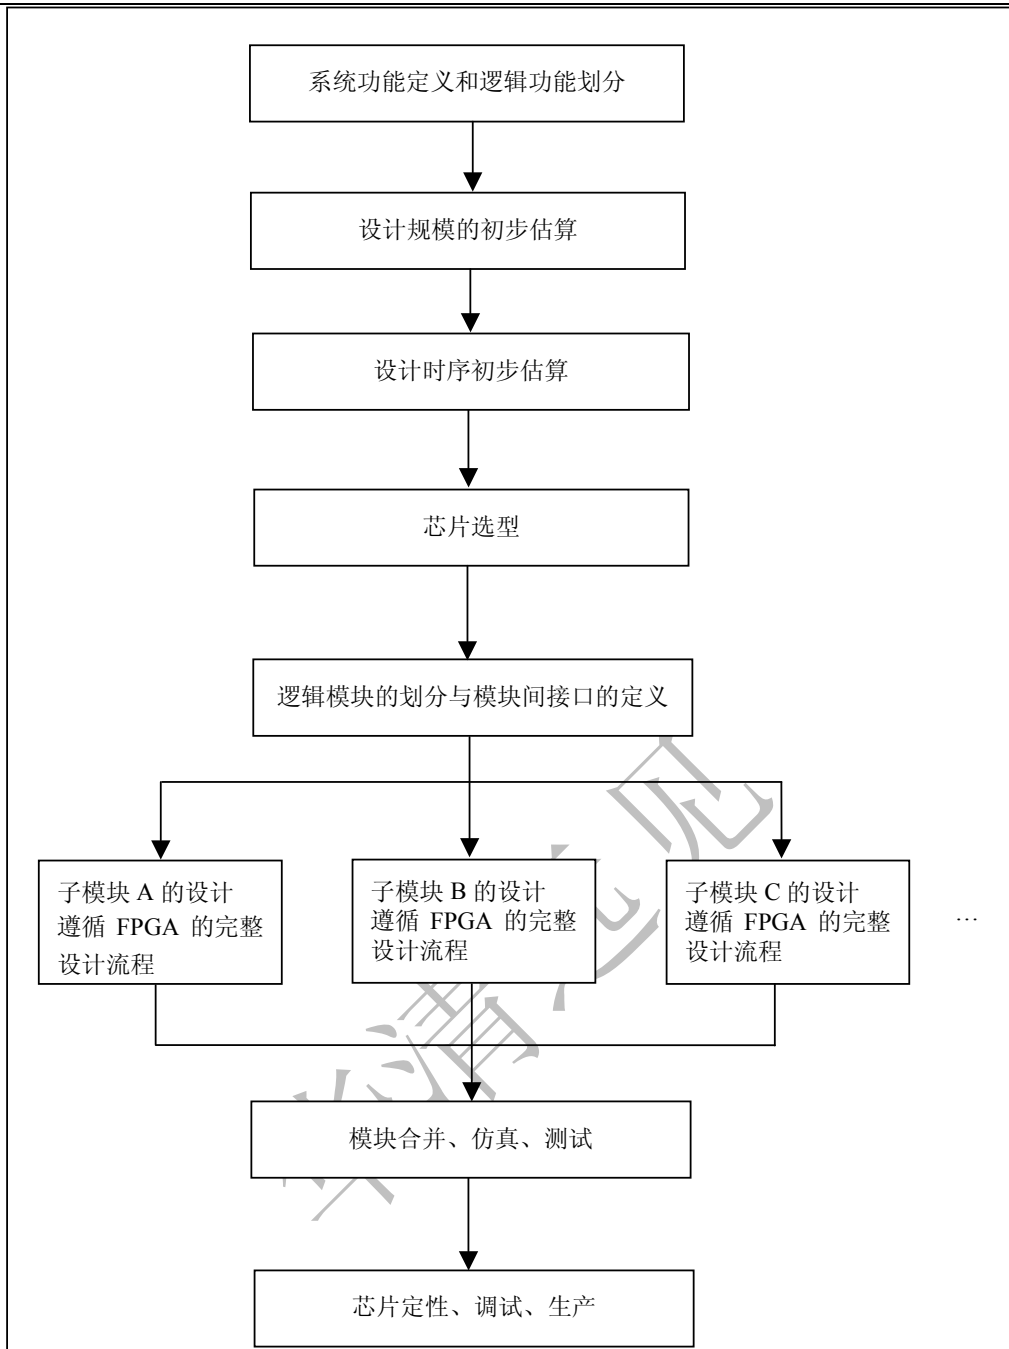 系统功能定义和逻辑功能划分
设计规模的初步估算
设计时序初步估算
芯片选型
逻辑模块的划分与模块间接口的定义
子模块 A 的设计
遵循 FPGA 的完整
设计流程
子模块 B 的设计
遵循 FPGA 的完整
设计流程
子模块 C 的设计
遵循 FPGA 的完整
设计流程
…
模块合并、仿真、测试
芯片定性、调试、生产
华清远见